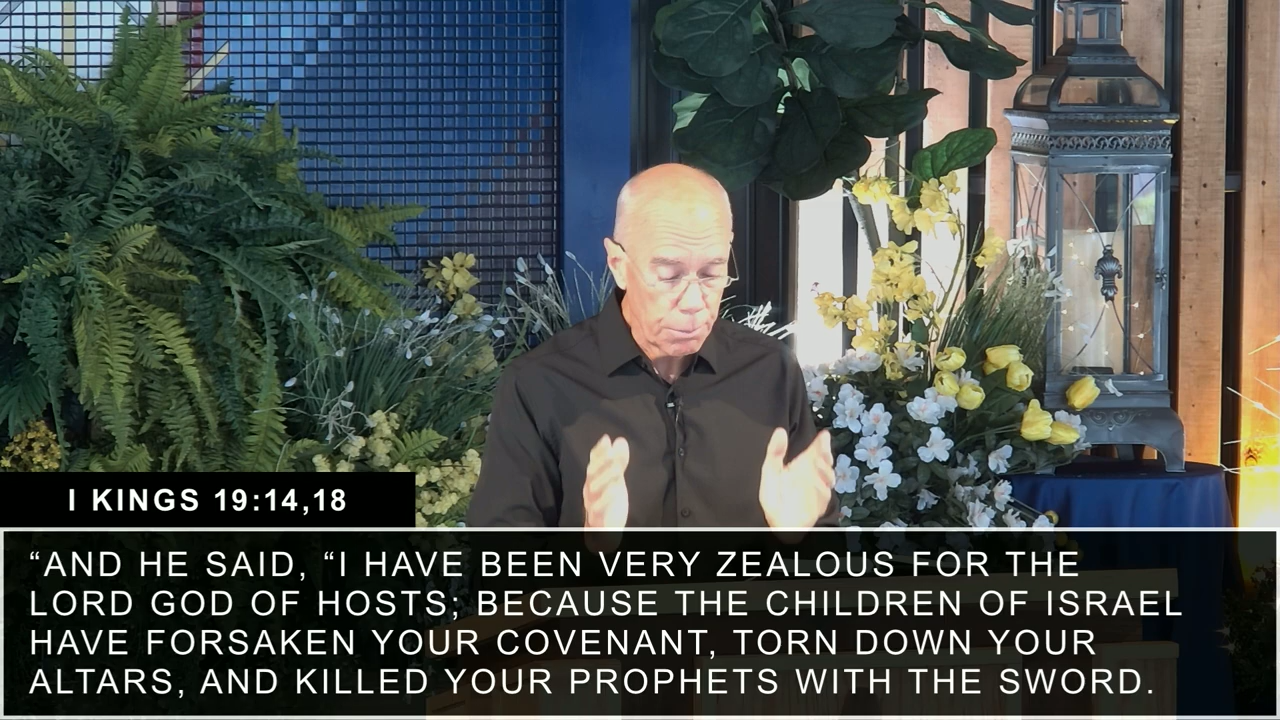 I KINGS 19:14,18
“AND HE SAID, “I HAVE BEEN VERY ZEALOUS FOR THE
LORD GOD OF HOSTS; BECAUSE THE CHILDREN OF ISRAEL
HAVE FORSAKEN YOUR COVENANT, TORN DOWN YOUR
ALTARS, AND KILLED YOUR PROPHETS WITH THE SWORD.